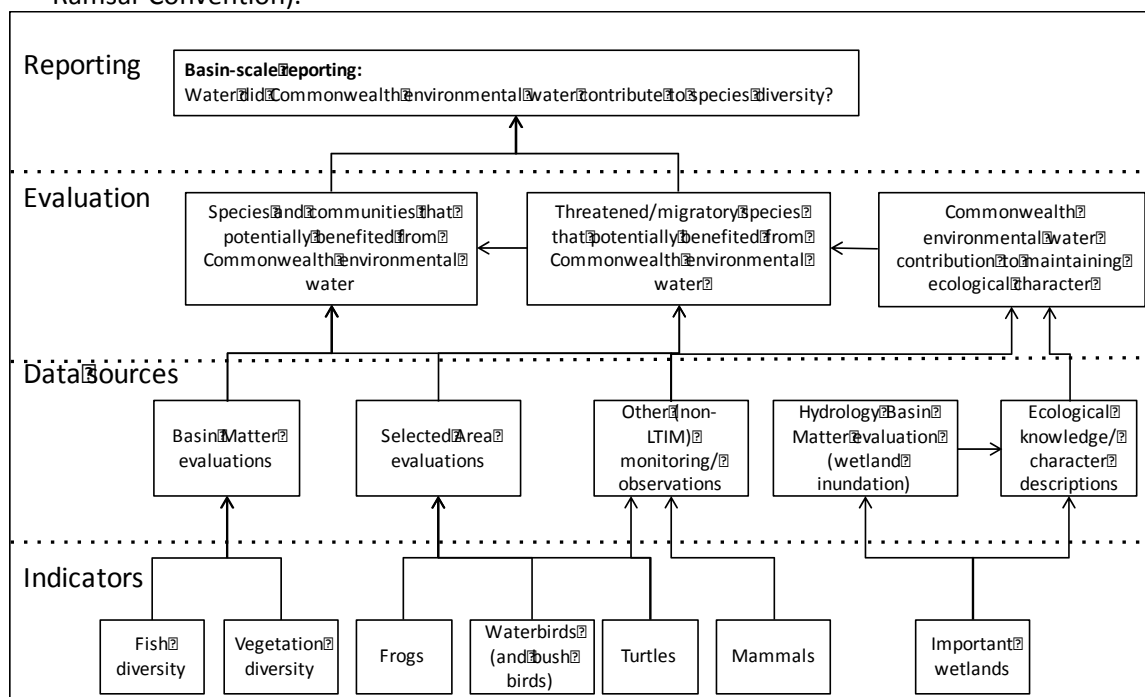 Ramsar Convention).
Reporting
Basin-scale reporting:
Water did Commonwealth environmental water contribute to species diversity?
Evaluation
Species and communities that
potentially benefited from
Commonwealth environmental
water
Threatened/migratory species
that potentially benefited from
Commonwealth environmental
water
Commonwealth
environmental water
contribution to maintaining
ecological character
Data sources
Basin Matter
evaluations
Selected Area
evaluations
Other (non-
LTIM)
monitoring/
observations
Hydrology Basin
Matter evaluation
(wetland
inundation)
Ecological
knowledge/
character
descriptions
Indicators
Fish
diversity
Vegetation
diversity
Frogs
Waterbirds
(and bush
birds)
Turtles
Mammals
Important
wetlands